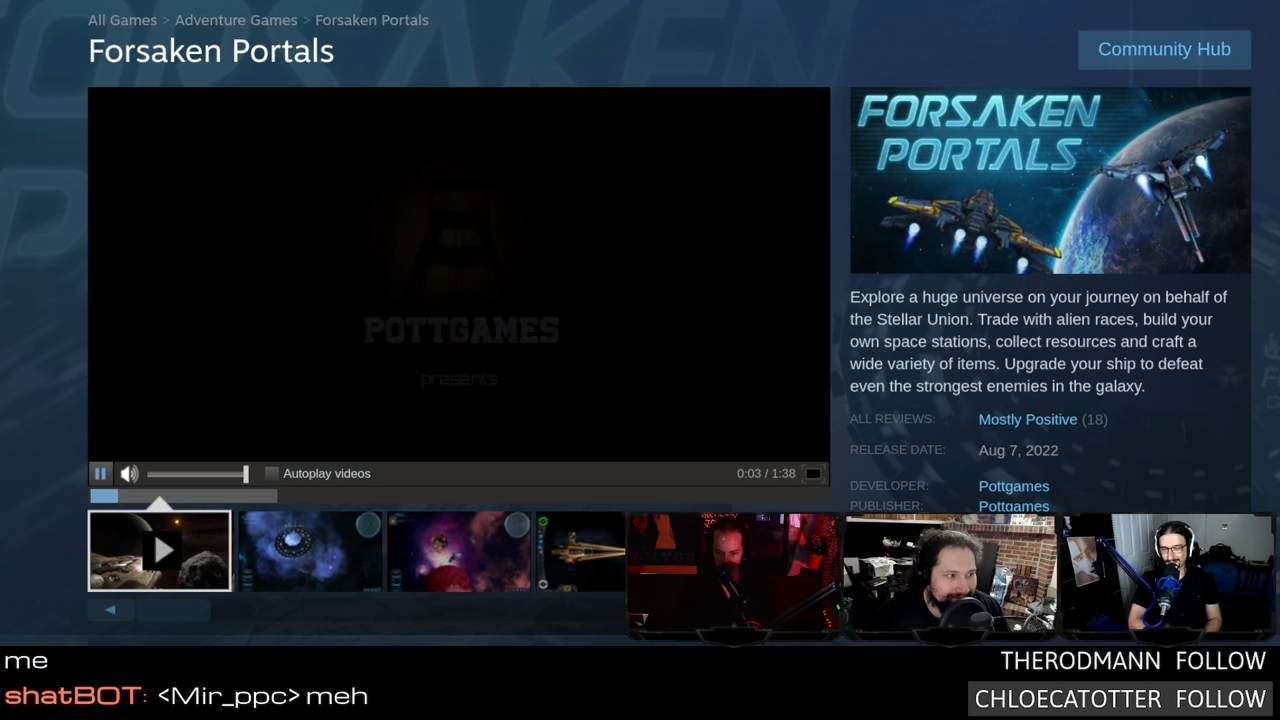 All Games > Adventure Games > Forsaken Portals
Forsaken Portals
Community Hub
POTTGAMES
presents
FORSAKEN
PORTALS
Explore a huge universe on your journey on behalf of
the Stellar Union. Trade with alien races, build your
own space stations, collect resources and craft a
wide variety of items. Upgrade your ship to defeat
even the strongest enemies in the galaxy.
ALL REVIEWS: Mostly Positive (18)
RELEASE DATE: Aug 7, 2022
DEVELOPER: Pottgames
PUBLISHER: Pottgames
Autoplay videos 0:03 / 1:38
me
shatBOT: <Mir_ppc> meh
THERODMANN FOLLOW
CHLOECATOTTER FOLLOW